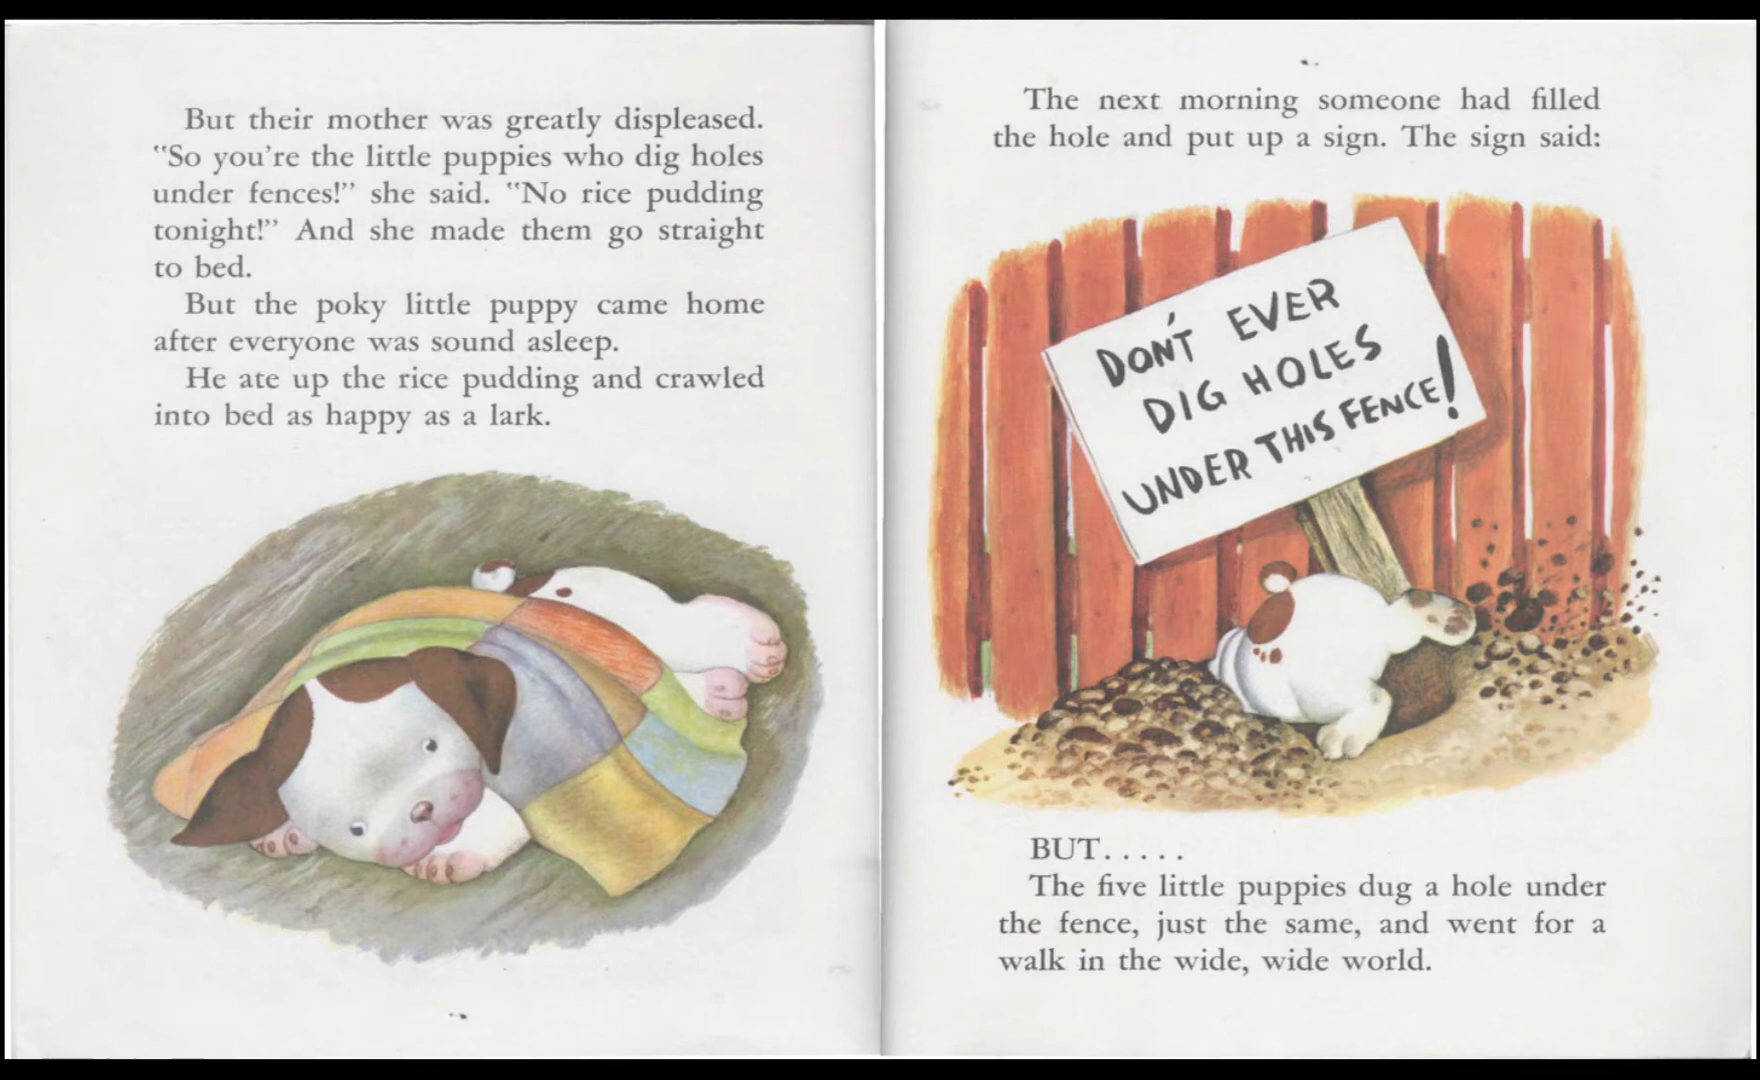 But their mother was greatly displeased.
"So you're the little puppies who dig holes
under fences!" she said. "No rice pudding
tonight!" And she made them go straight
to bed.
But the poky little puppy came home
after everyone was sound asleep.
He ate up the rice pudding and crawled
into bed as happy as a lark.
The next morning someone had filled
the hole and put up a sign. The sign said:
DON'T EVER
DIG HOLES
UNDER THIS FENCE!
BUT.....
The five little puppies dug a hole under
the fence, just the same, and went for a
walk in the wide, wide world.